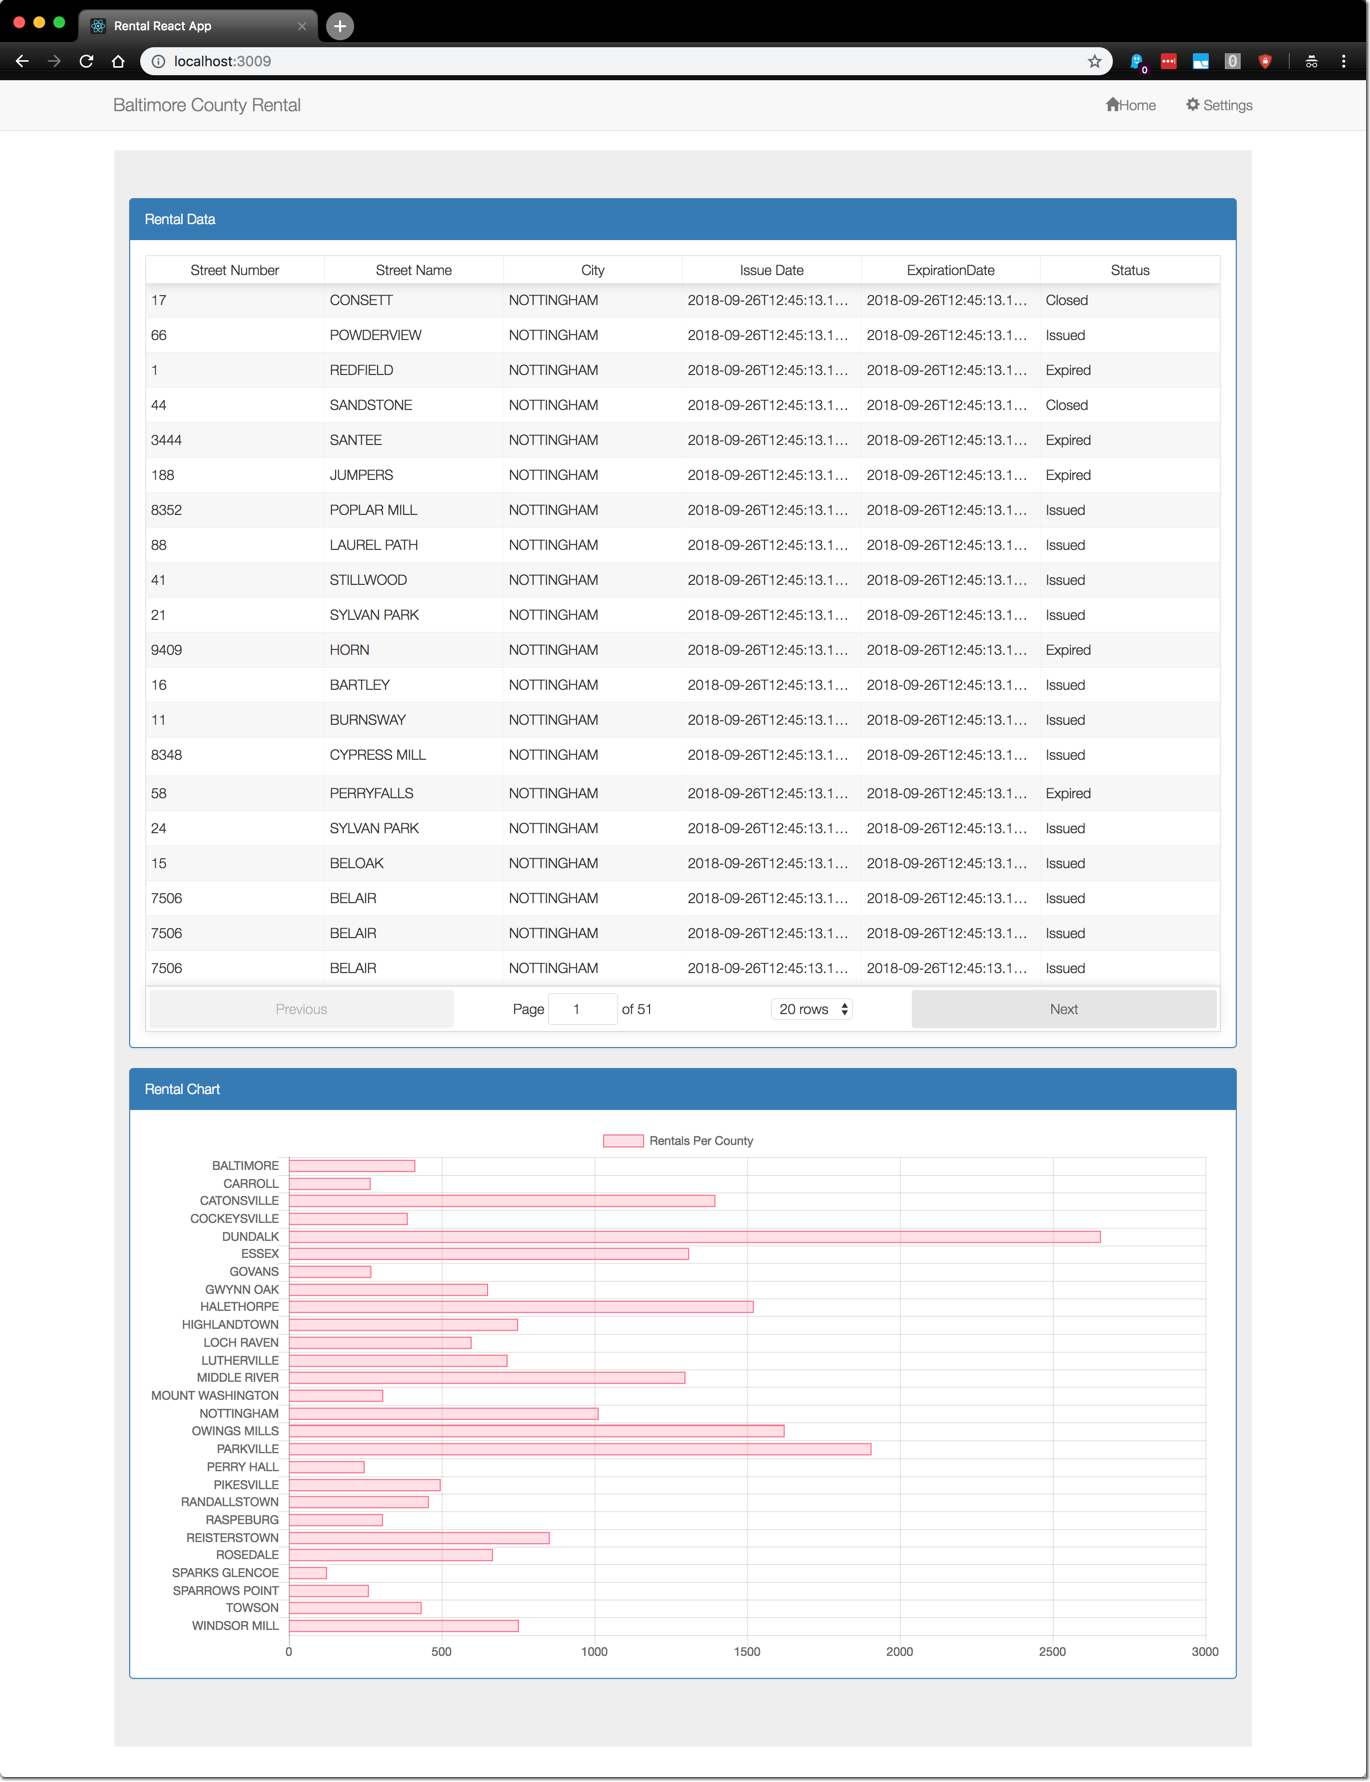 Rental React App
localhost:3009
0
Baltimore County Rental Home Settings
Rental Data
Street Number Street Name City Issue Date ExpirationDate Status
17 CONSETT NOTTINGHAM 2018-09-26T12:45:13.1... 2018-09-26T12:45:13.1... Closed
66 POWDERVIEW NOTTINGHAM 2018-09-26T12:45:13.1... 2018-09-26T12:45:13.1... Issued
1 REDFIELD NOTTINGHAM 2018-09-26T12:45:13.1... 2018-09-26T12:45:13.1... Expired
44 SANDSTONE NOTTINGHAM 2018-09-26T12:45:13.1... 2018-09-26T12:45:13.1... Closed
3444 SANTEE NOTTINGHAM 2018-09-26T12:45:13.1... 2018-09-26T12:45:13.1... Expired
188 JUMPERS NOTTINGHAM 2018-09-26T12:45:13.1... 2018-09-26T12:45:13.1... Expired
8352 POPLAR MILL NOTTINGHAM 2018-09-26T12:45:13.1... 2018-09-26T12:45:13.1... Issued
88 LAUREL PATH NOTTINGHAM 2018-09-26T12:45:13.1... 2018-09-26T12:45:13.1... Issued
41 STILLWOOD NOTTINGHAM 2018-09-26T12:45:13.1... 2018-09-26T12:45:13.1... Issued
21 SYLVAN PARK NOTTINGHAM 2018-09-26T12:45:13.1... 2018-09-26T12:45:13.1... Issued
9409 HORN NOTTINGHAM 2018-09-26T12:45:13.1... 2018-09-26T12:45:13.1... Expired
16 BARTLEY NOTTINGHAM 2018-09-26T12:45:13.1... 2018-09-26T12:45:13.1... Issued
11 BURNSWAY NOTTINGHAM 2018-09-26T12:45:13.1... 2018-09-26T12:45:13.1... Issued
8348 CYPRESS MILL NOTTINGHAM 2018-09-26T12:45:13.1... 2018-09-26T12:45:13.1... Issued
58 PERRYFALLS NOTTINGHAM 2018-09-26T12:45:13.1... 2018-09-26T12:45:13.1... Expired
24 SYLVAN PARK NOTTINGHAM 2018-09-26T12:45:13.1... 2018-09-26T12:45:13.1... Issued
15 BELOAK NOTTINGHAM 2018-09-26T12:45:13.1... 2018-09-26T12:45:13.1... Issued
7506 BELAIR NOTTINGHAM 2018-09-26T12:45:13.1... 2018-09-26T12:45:13.1... Issued
7506 BELAIR NOTTINGHAM 2018-09-26T12:45:13.1... 2018-09-26T12:45:13.1... Issued
7506 BELAIR NOTTINGHAM 2018-09-26T12:45:13.1... 2018-09-26T12:45:13.1... Issued
Previous Page 1 of 51 20 rows Next
Rental Chart
Rentals Per County
BALTIMORE
CARROLL
CATONSVILLE
COCKEYSVILLE
DUNDALK
ESSEX
GOVANS
GWYNN OAK
HALETHORPE
HIGHLANDTOWN
LOCH RAVEN
LUTHERVILLE
MIDDLE RIVER
MOUNT WASHINGTON
NOTTINGHAM
OWINGS MILLS
PARKVILLE
PERRY HALL
PIKESVILLE
RANDALLSTOWN
RASPEBURG
REISTERSTOWN
ROSEDALE
SPARKS GLENCOE
SPARROWS POINT
TOWSON
WINDSOR MILL
0 500 1000 1500 2000 2500 3000